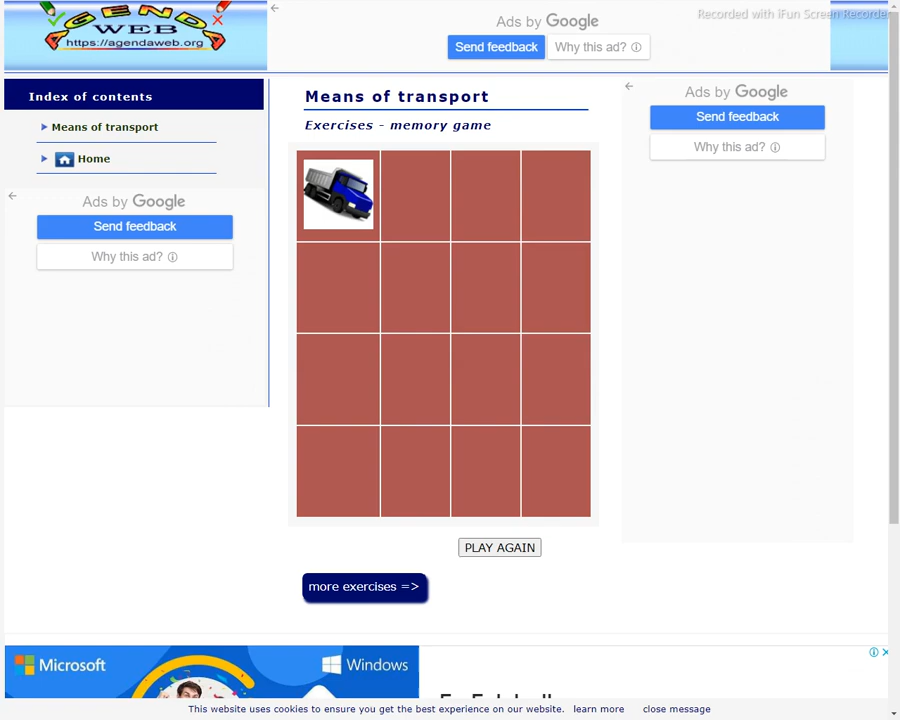 AGENDA
WEB
https://agendaweb.org
Ads by Google
Send feedback
Why this ad?
Recorded with iFun Screen Recorder
Index of contents
Means of transport
Home
Ads by Google
Send feedback
Why this ad?
Means of transport
Exercises - memory game
PLAY AGAIN
more exercises =>
Ads by Google
Send feedback
Why this ad?
Microsoft
Windows
This website uses cookies to ensure you get the best experience on our website. learn more close message